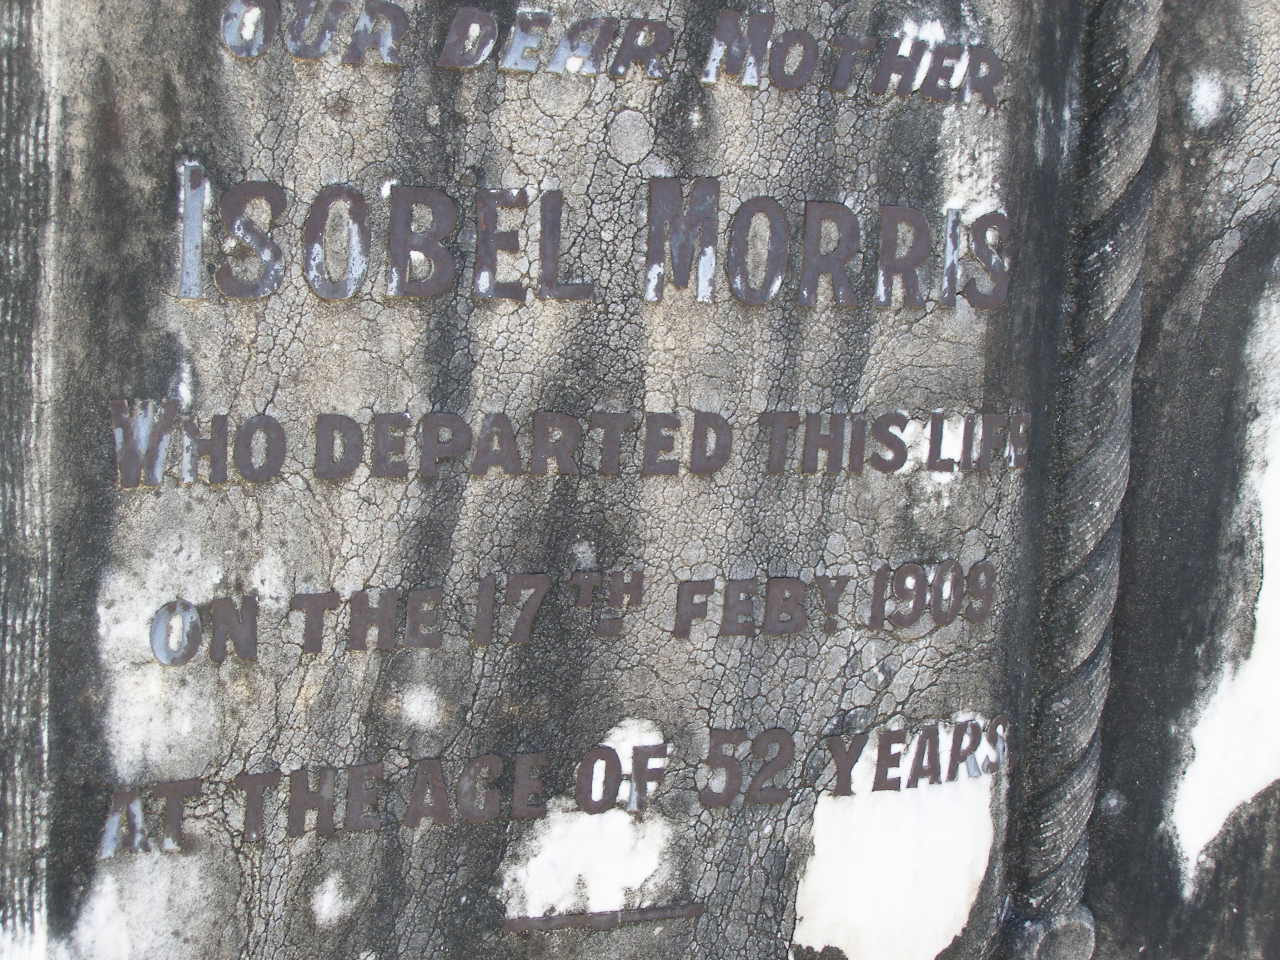 OUR DEAR MOTHER
ISOBEL MORRIS
WHO DEPARTED THIS LIFE
ON THE 17TH FEBY 1909
AT THE AGE OF 52 YEARS